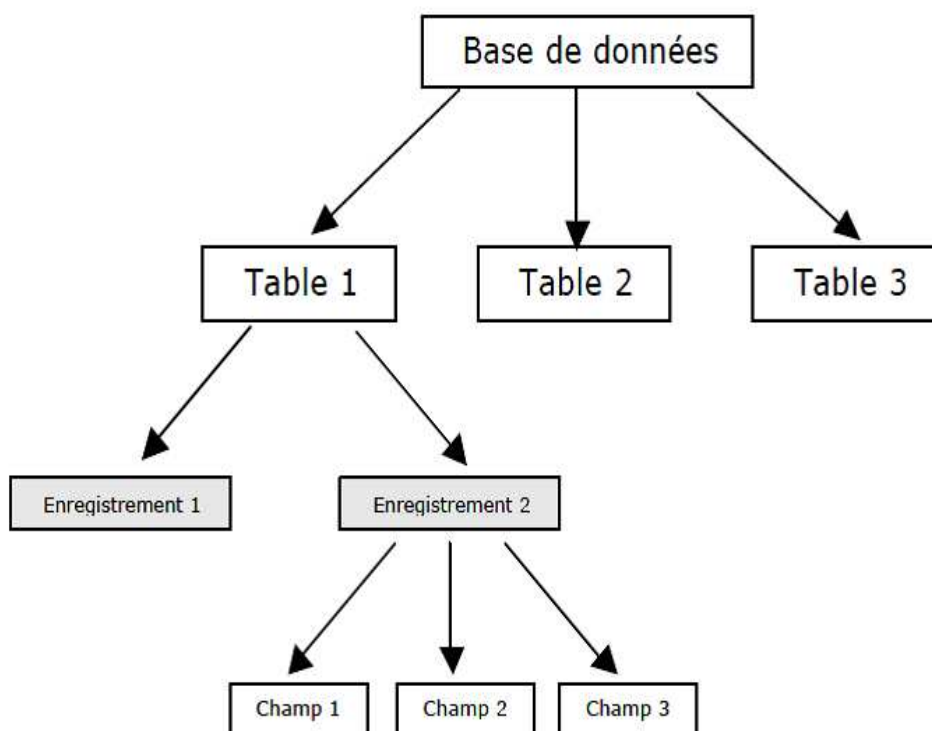 Base de données
Table 1
Table 2
Table 3
Enregistrement 1
Enregistrement 2
Champ 1
Champ 2
Champ 3